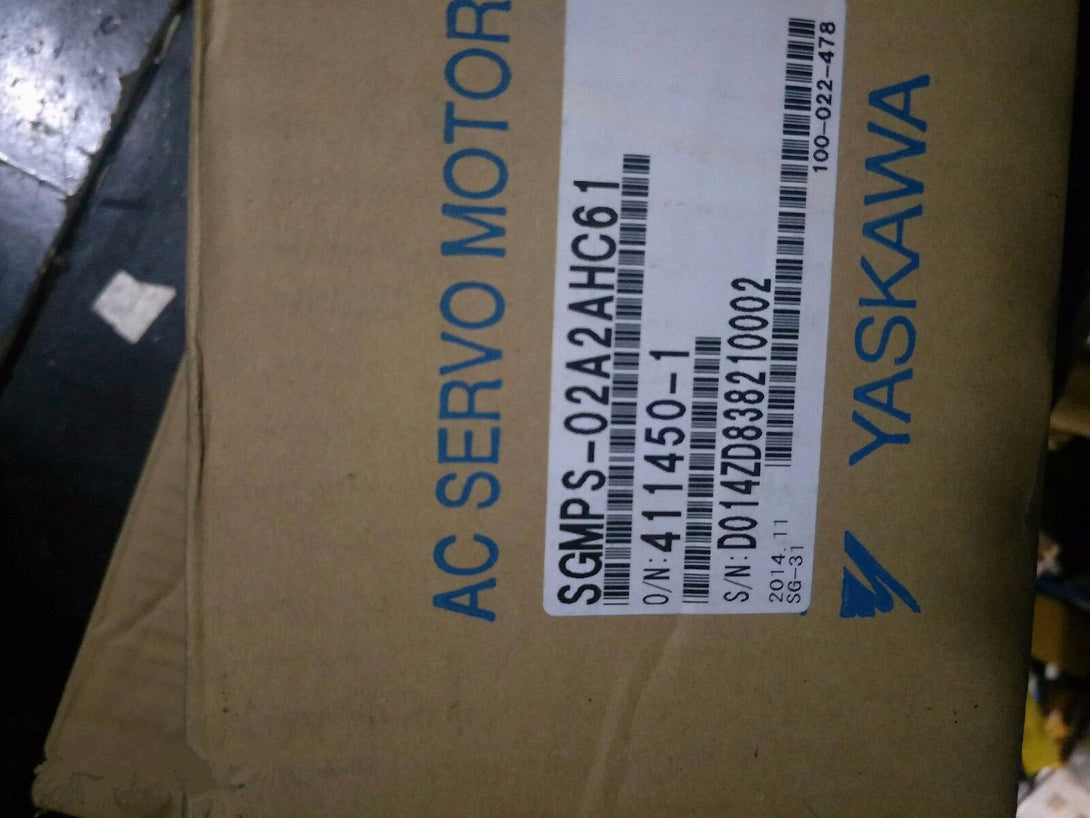 AC SERVO MOTOR
SGMPS-02A2AHC61
O/N:411450-1
S/N:D014ZD838210002
2014.11
SG-31
100-022-478
YASKAWA